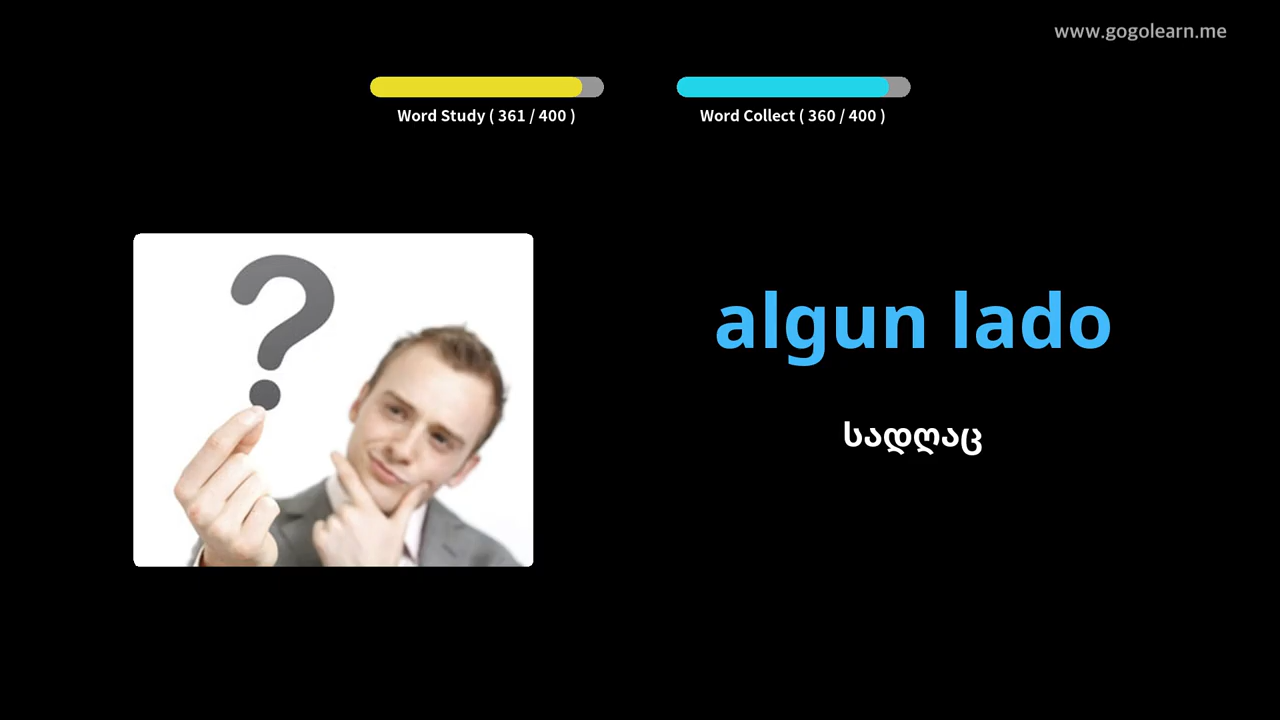 www.gogolearn.me
Word Study ( 361 / 400 )
Word Collect ( 360 / 400 )
?
algun lado
სადღაც